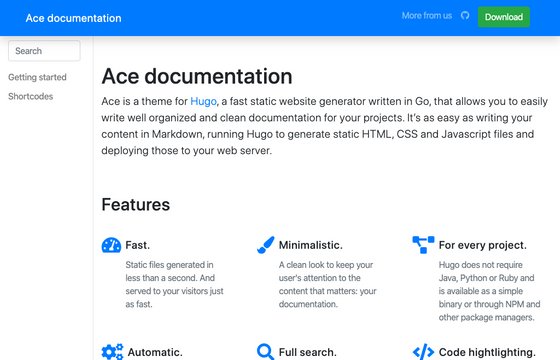 Ace documentation
More from us
Download
Search
Getting started
Shortcodes
Ace documentation
Ace is a theme for Hugo, a fast static website generator written in Go, that allows you to easily
write well organized and clean documentation for your projects. It's as easy as writing your
content in Markdown, running Hugo to generate static HTML, CSS and Javascript files and
deploying those to your web server.
Features
Fast.
Static files generated in
less than a second. And
served to your visitors just
as fast.
Minimalistic.
A clean look to keep your
user's attention to the
content that matters: your
documentation.
For every project.
Hugo does not require
Java, Python or Ruby and
is available as a simple
binary or through NPM and
other package managers.
Automatic.
Full search.
Code hightlighting.